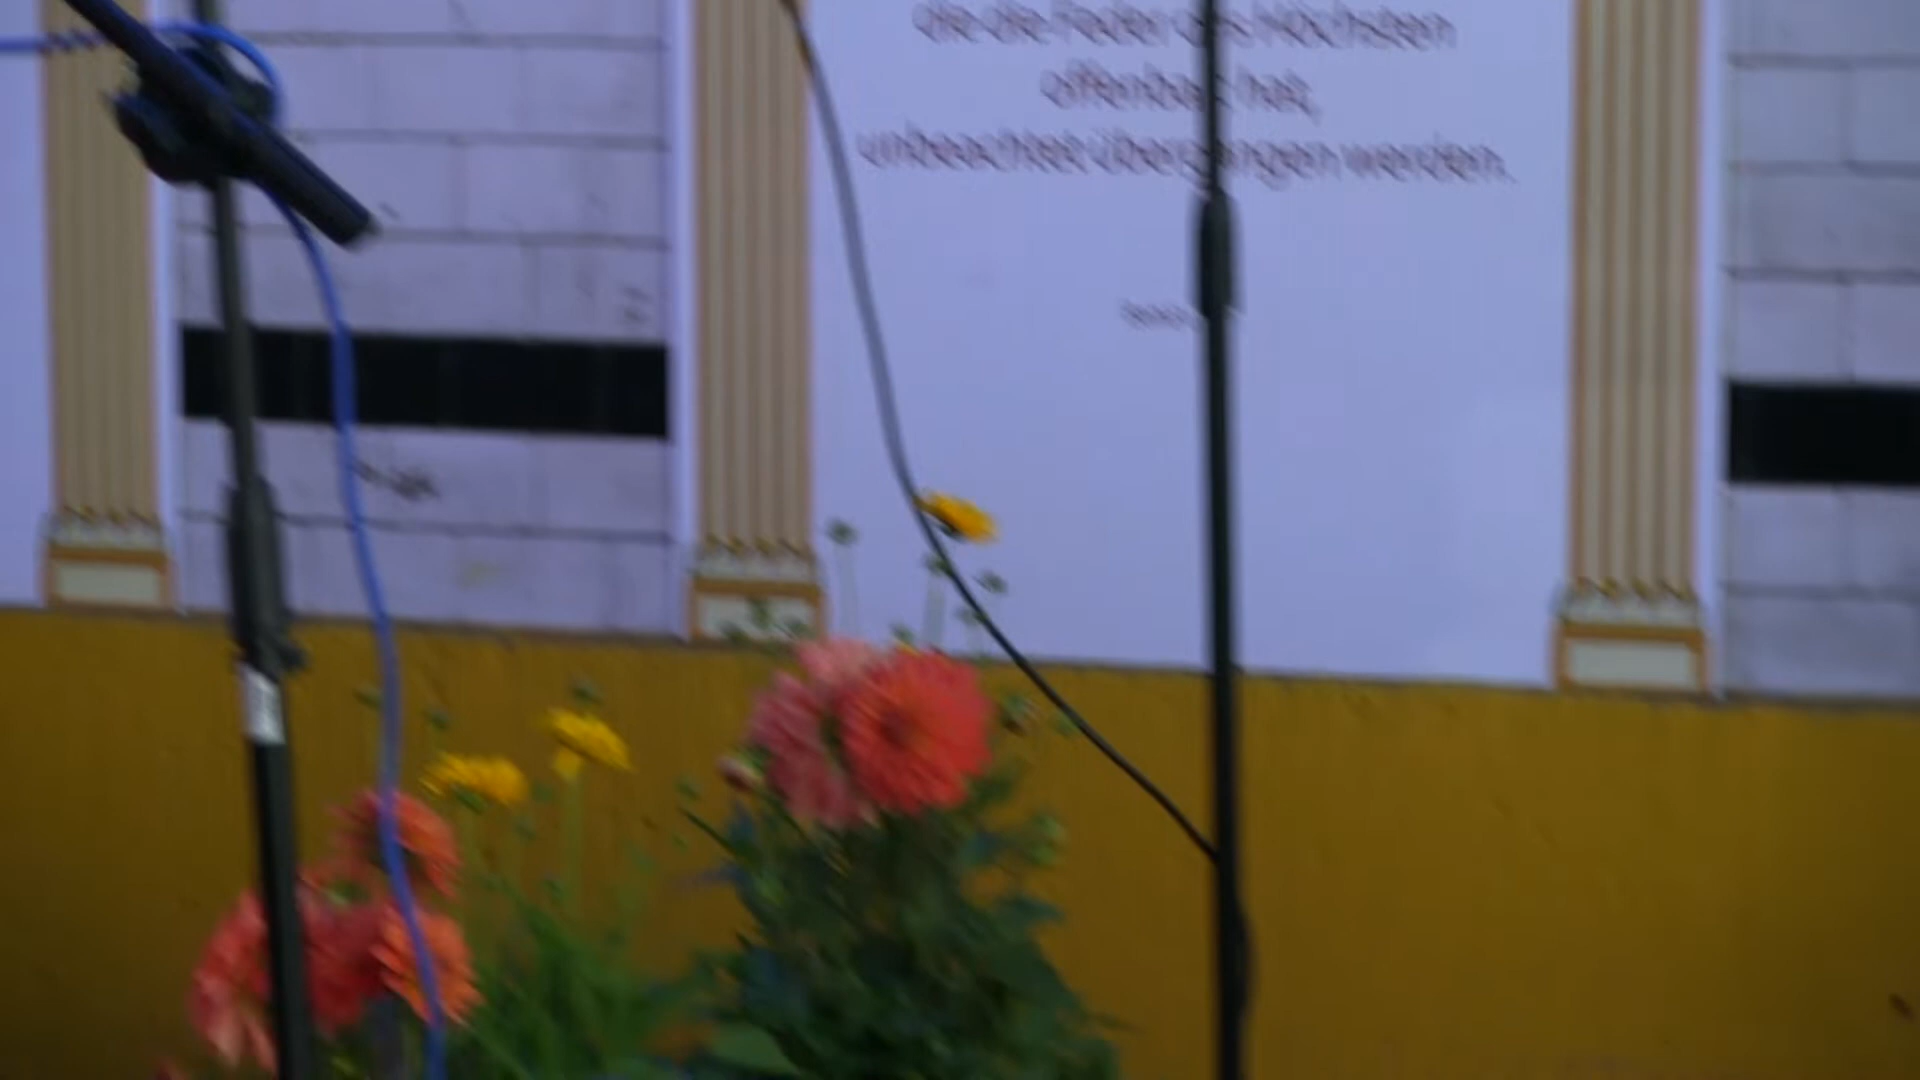 die die Feder des Höchsten
offenbart hat,
unbeachtet übergangen werden.